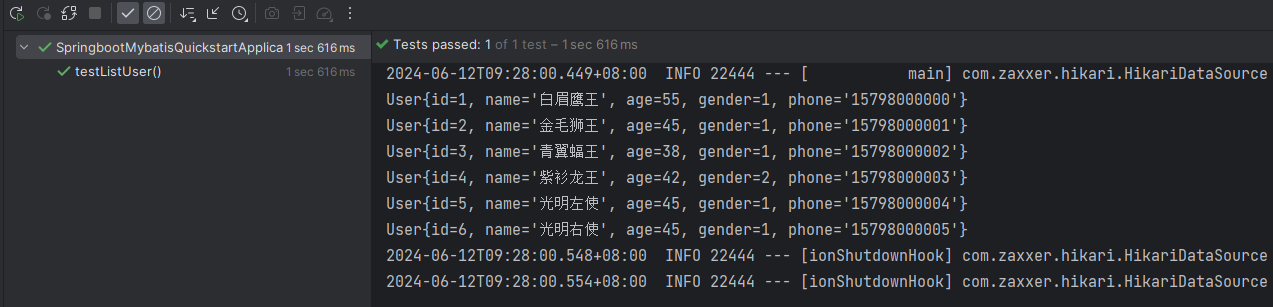 Tests passed: 1 of 1 test – 1 sec 616 ms
SpringbootMybatisQuickstartApplica 1 sec 616 ms
testListUser() 1 sec 616 ms
2024-06-12T09:28:00.449+08:00  INFO 22444 --- [           main] com.zaxxer.hikari.HikariDataSource
User{id=1, name='白眉鹰王', age=55, gender=1, phone='15798000000'}
User{id=2, name='金毛狮王', age=45, gender=1, phone='15798000001'}
User{id=3, name='青翼蝠王', age=38, gender=1, phone='15798000002'}
User{id=4, name='紫衫龙王', age=42, gender=2, phone='15798000003'}
User{id=5, name='光明左使', age=45, gender=1, phone='15798000004'}
User{id=6, name='光明右使', age=45, gender=1, phone='15798000005'}
2024-06-12T09:28:00.548+08:00  INFO 22444 --- [ionShutdownHook] com.zaxxer.hikari.HikariDataSource
2024-06-12T09:28:00.554+08:00  INFO 22444 --- [ionShutdownHook] com.zaxxer.hikari.HikariDataSource